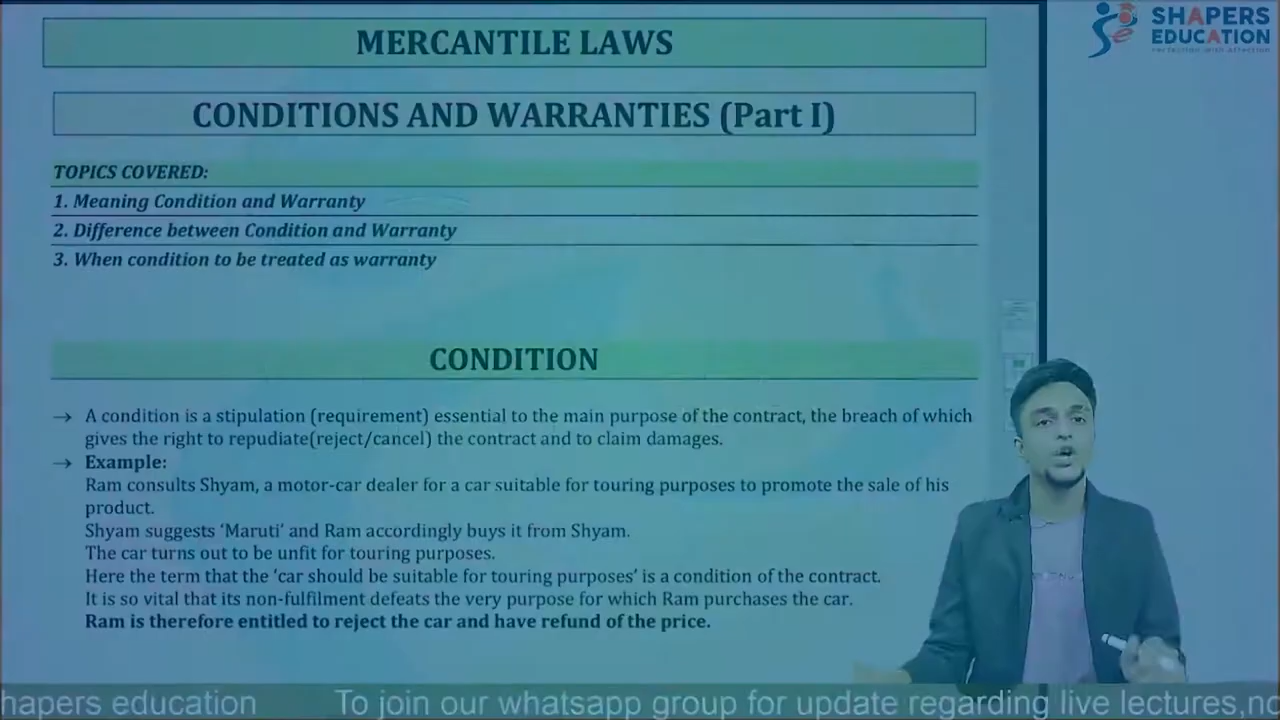 MERCANTILE LAWS
SHAPERS
EDUCATION
CONDITIONS AND WARRANTIES (Part I)
TOPICS COVERED:
1. Meaning Condition and Warranty
2. Difference between Condition and Warranty
3. When condition to be treated as warranty
CONDITION
→ A condition is a stipulation (requirement) essential to the main purpose of the contract, the breach of which
gives the right to repudiate(reject/cancel) the contract and to claim damages.
→ Example:
Ram consults Shyam, a motor-car dealer for a car suitable for touring purposes to promote the sale of his
product.
Shyam suggests ‘Maruti’ and Ram accordingly buys it from Shyam.
The car turns out to be unfit for touring purposes.
Here the term that the ‘car should be suitable for touring purposes’ is a condition of the contract.
It is so vital that its non-fulfilment defeats the very purpose for which Ram purchases the car.
Ram is therefore entitled to reject the car and have refund of the price.
hapers education To join our whatsapp group for update regarding live lectures,no